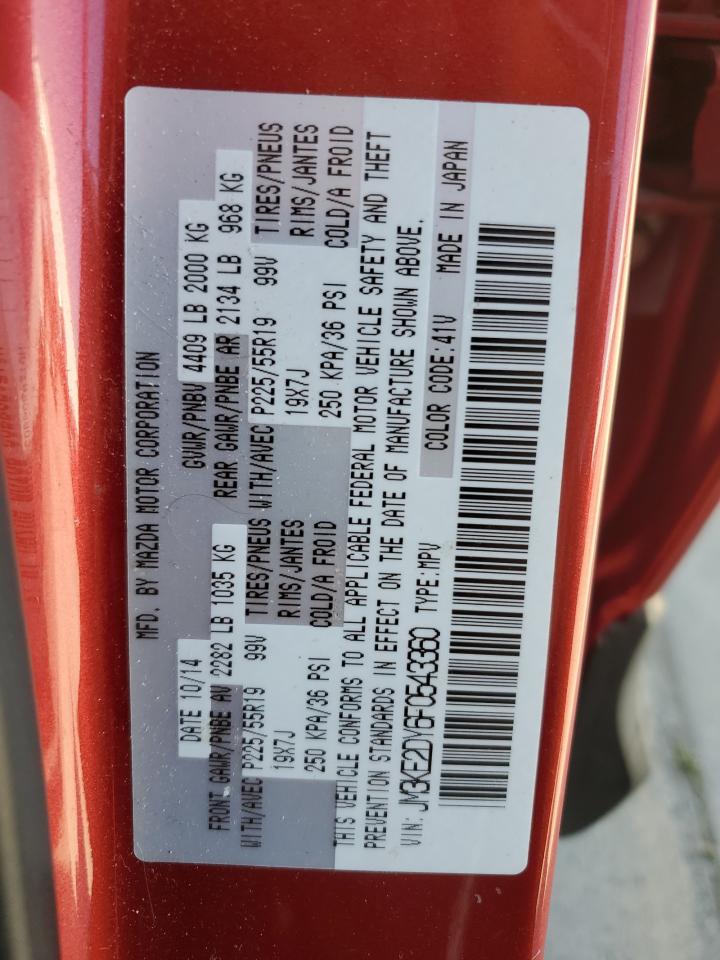 MFD. BY MAZDA MOTOR CORPORATION
DATE 10/14 GVWR/PNBV 4409 LB 2000 KG
FRONT GAWR/PNBE AV 2282 LB 1035 KG REAR GAWR/PNBE AR 2134 LB 968 KG
WITH/AVEC P225/55R19 99V TIRES/PNEUS WITH/AVEC P225/55R19 99V TIRES/PNEUS
19X7J RIMS/JANTES 19X7J RIMS/JANTES
250 KPA/36 PSI COLD/A FROID 250 KPA/36 PSI COLD/A FROID
THIS VEHICLE CONFORMS TO ALL APPLICABLE FEDERAL MOTOR VEHICLE SAFETY AND THEFT
PREVENTION STANDARDS IN EFFECT ON THE DATE OF MANUFACTURE SHOWN ABOVE.
VIN: JM3KE2DY6F0543360 TYPE:MPV COLOR CODE:41V MADE IN JAPAN